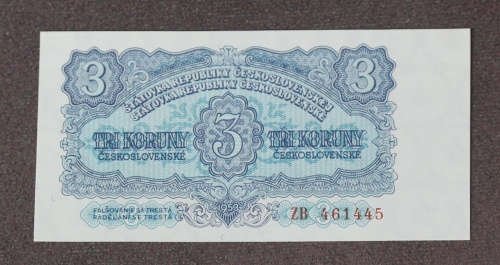 3 3
ŠTÁTOVKA REPUBLIKY ČESKOSLOVENSKEJ
STÁTOVKA REPUBLIKY ČESKOSLOVENSKÉ
TRI KORUNY 3 TŘI KORUNY
ČESKOSLOVENSKÉ ČESKOSLOVENSKÉ
1953
FALŠOVANIE SA TRESTÁ
PADĚLÁNÍ SE TRESTÁ
ZB 461445